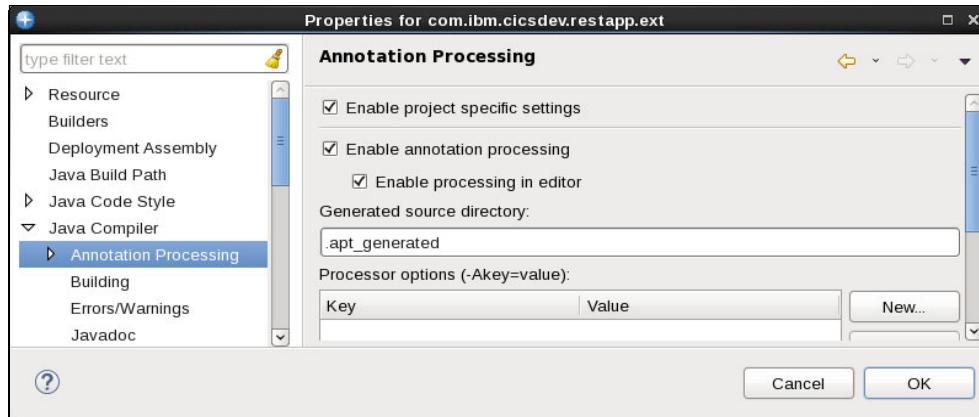 Properties for com.ibm.cicsdev.restapp.ext
type filter text
Resource
Builders
Deployment Assembly
Java Build Path
Java Code Style
Java Compiler
Annotation Processing
Building
Errors/Warnings
Javadoc
Annotation Processing
Enable project specific settings
Enable annotation processing
Enable processing in editor
Generated source directory:
.apt_generated
Processor options (-Akey=value):
Key Value
New...
Cancel OK